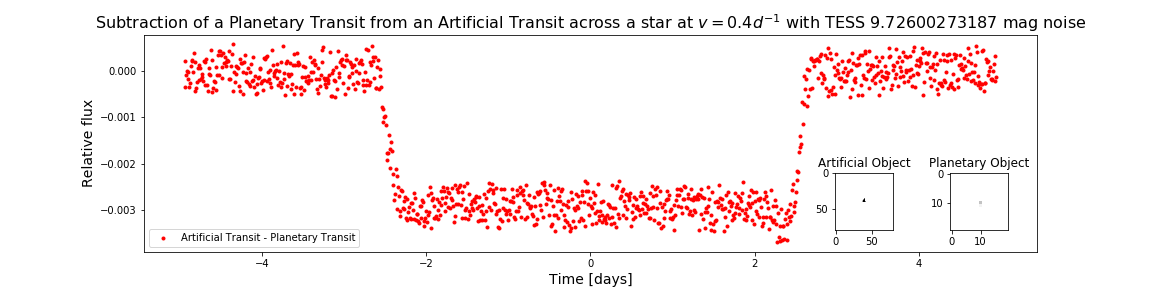 Subtraction of a Planetary Transit from an Artificial Transit across a star at v = 0.4d⁻¹ with TESS 9.72600273187 mag noise
Relative flux
0.000
−0.001
−0.002
−0.003
Artificial Transit - Planetary Transit
Artificial Object
0
50
0 50
Planetary Object
0
10
0 10
−4 −2 0 2 4
Time [days]